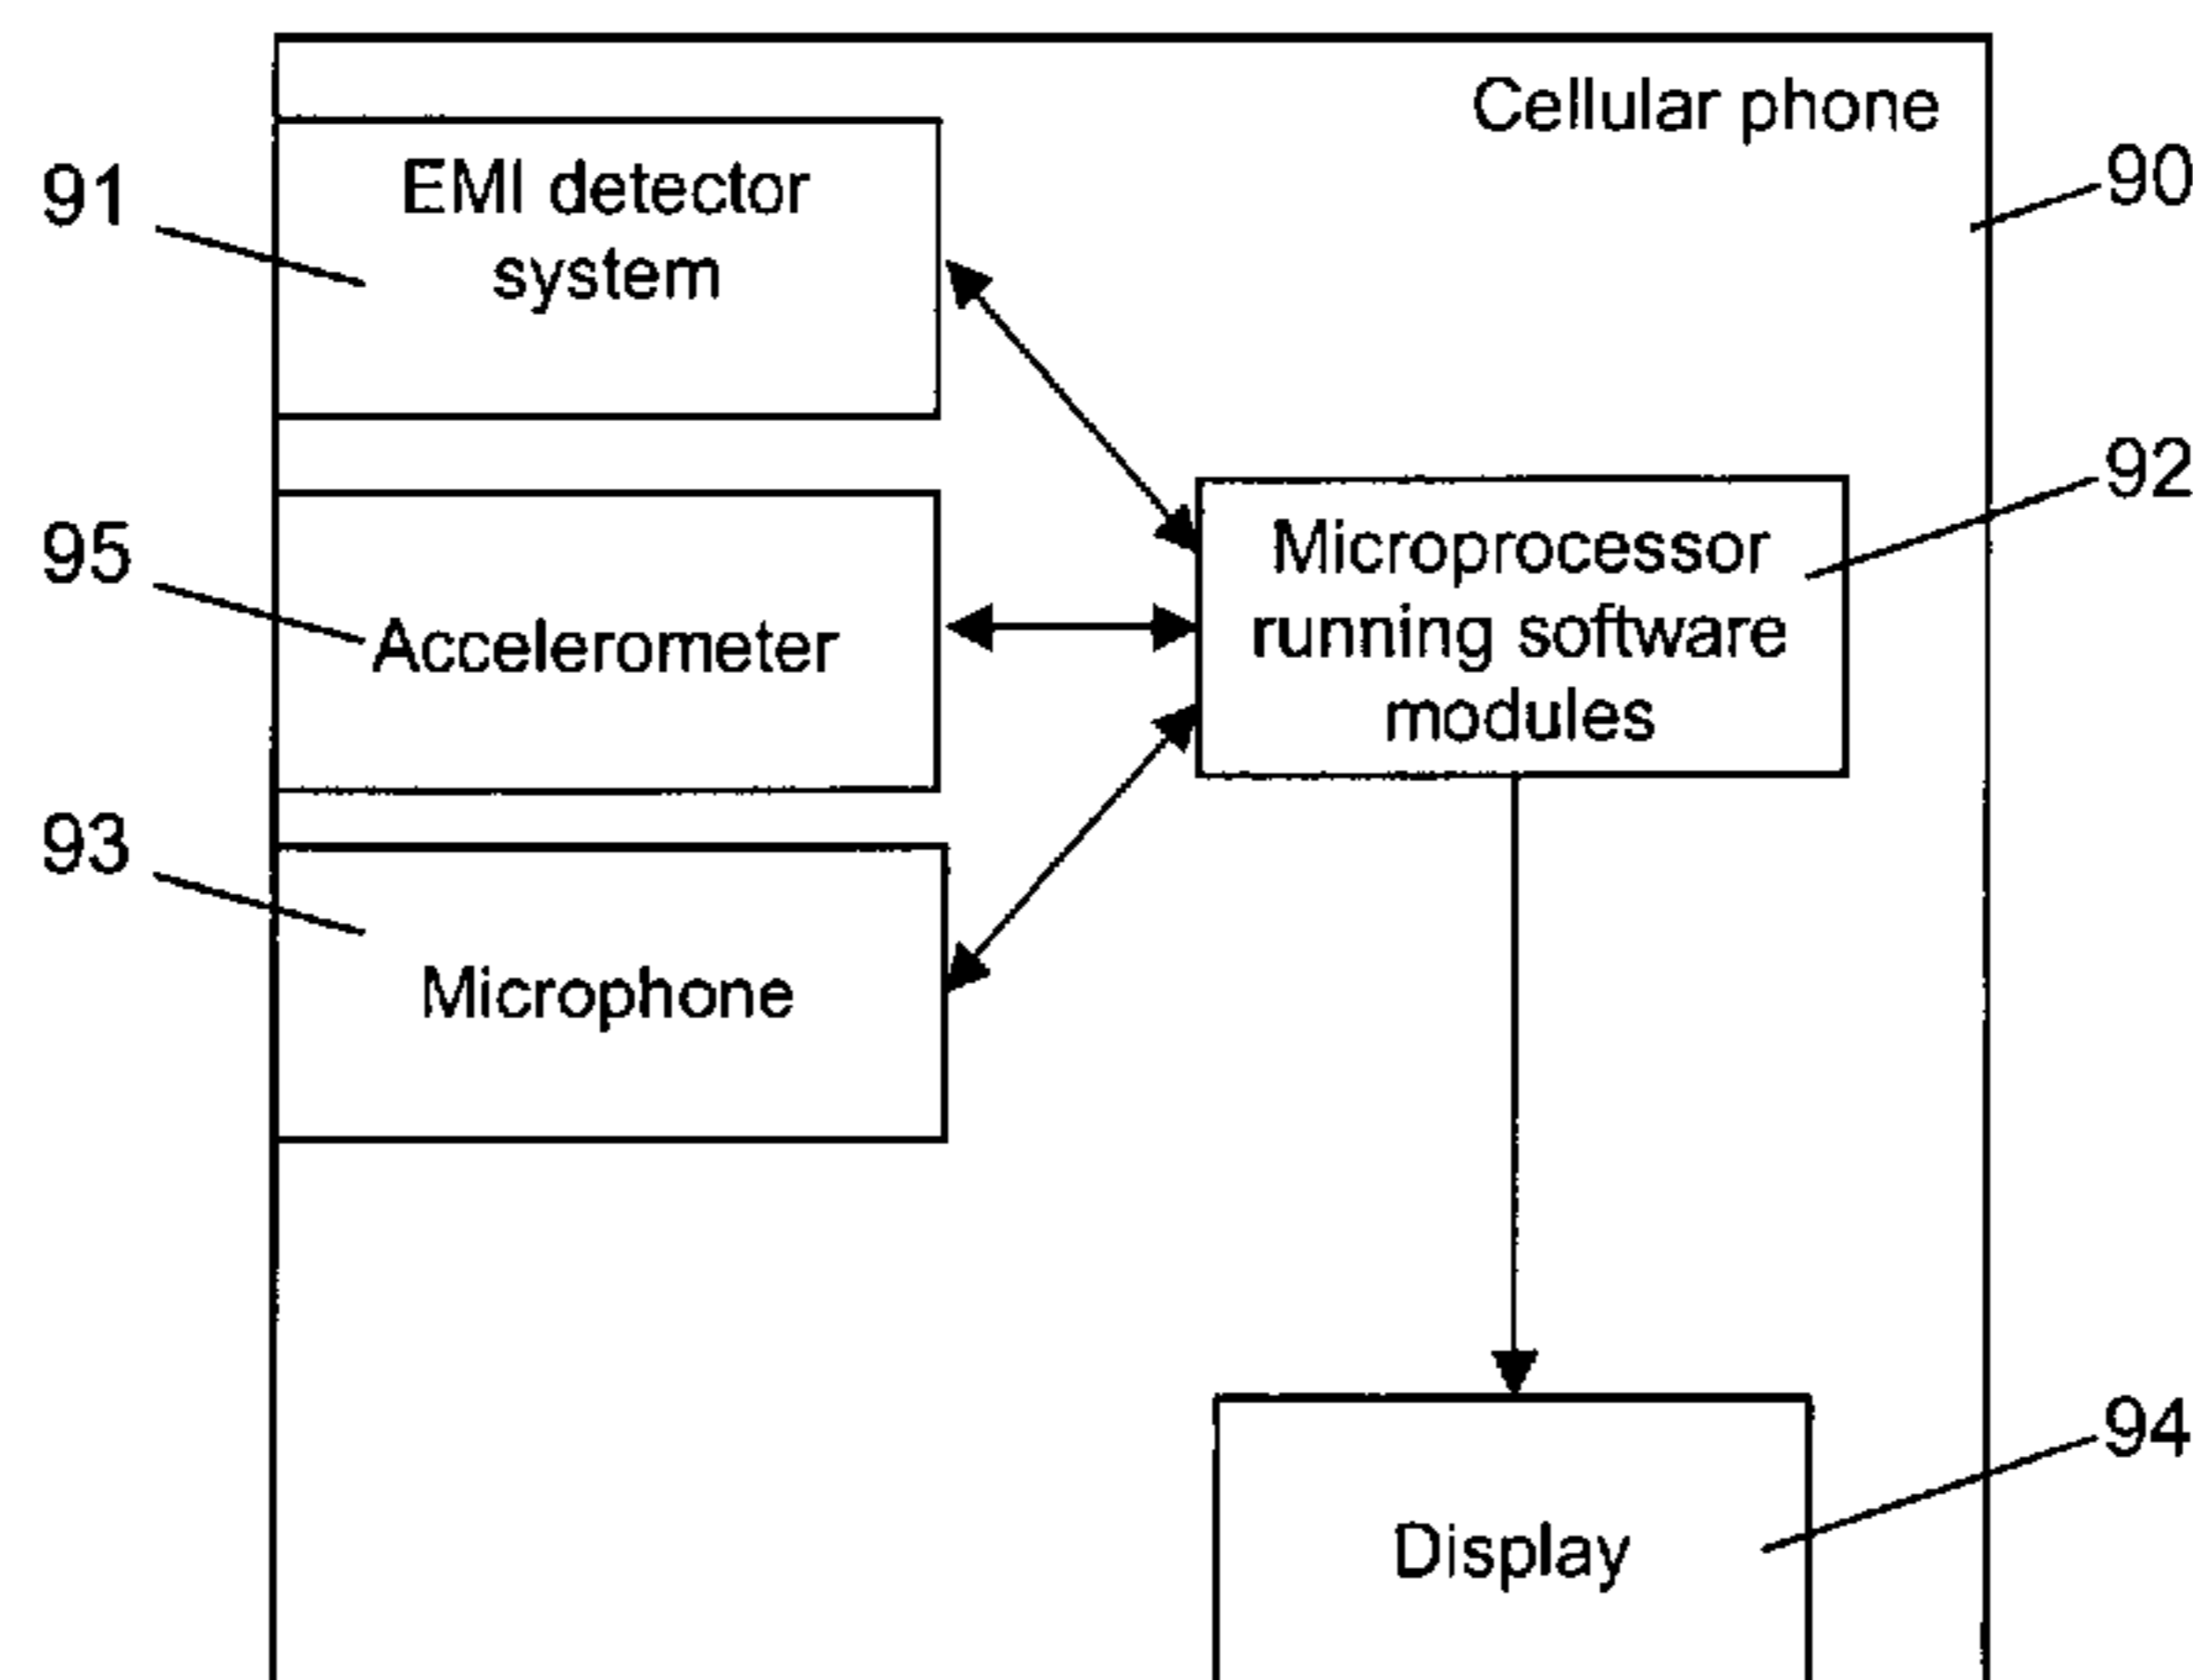 Cellular phone
90
91
EMI detector
system
92
95
Accelerometer
Microprocessor
running software
modules
93
Microphone
94
Display